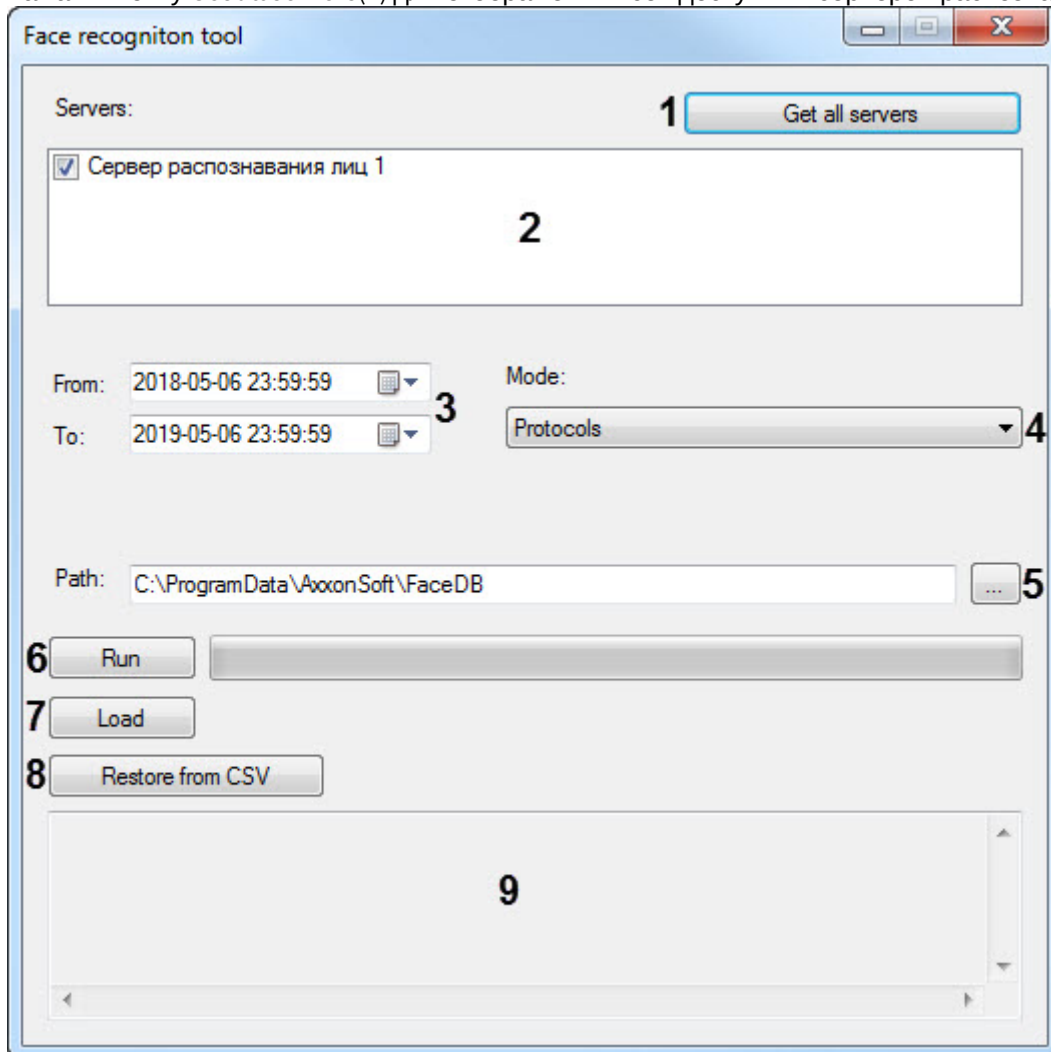 Face recogniton tool
Servers:
1 Get all servers
Сервер распознавания лиц 1
2
From: 2018-05-06 23:59:59
3
To: 2019-05-06 23:59:59
Mode:
Protocols 4
Path: C:\ProgramData\AxxonSoft\FaceDB ... 5
6 Run
7 Load
8 Restore from CSV
9